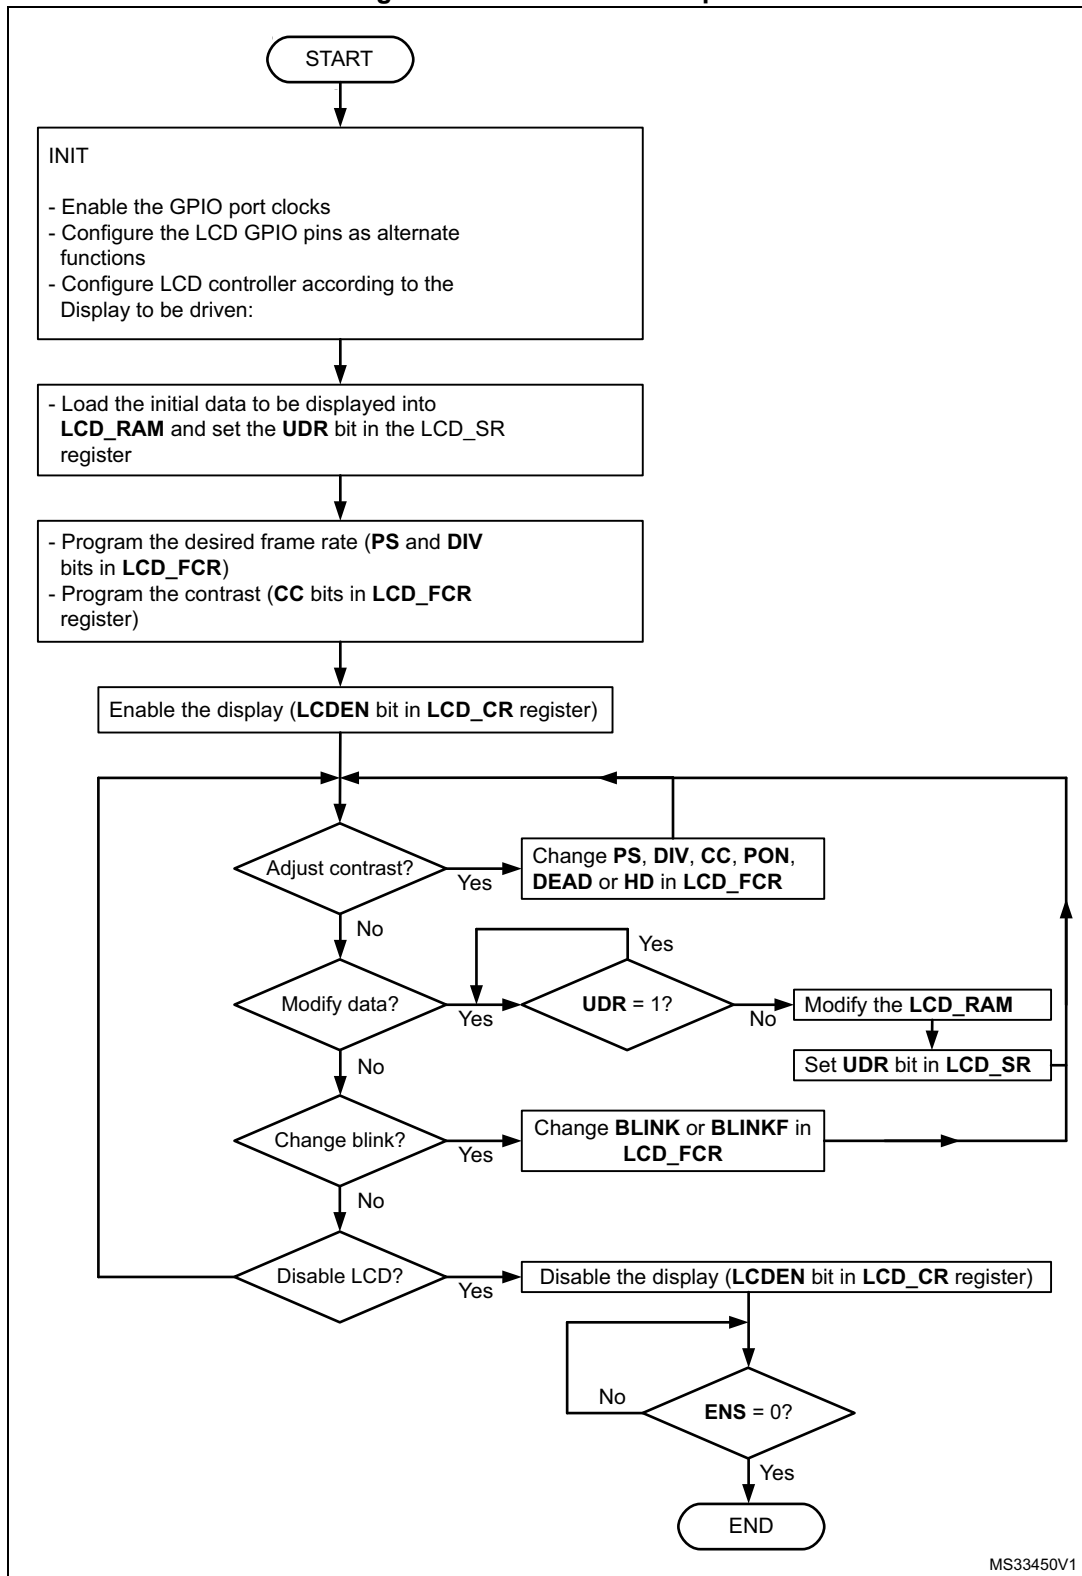 START
INIT
- Enable the GPIO port clocks
- Configure the LCD GPIO pins as alternate
functions
- Configure LCD controller according to the
Display to be driven:
- Load the initial data to be displayed into
LCD_RAM and set the UDR bit in the LCD_SR
register
- Program the desired frame rate (PS and DIV
bits in LCD_FCR)
- Program the contrast (CC bits in LCD_FCR
register)
Enable the display (LCDEN bit in LCD_CR register)
Adjust contrast?
Yes
Change PS, DIV, CC, PON,
DEAD or HD in LCD_FCR
No
Modify data?
Yes
UDR = 1?
Yes
No
Modify the LCD_RAM
Set UDR bit in LCD_SR
No
Change blink?
Yes
Change BLINK or BLINKF in
LCD_FCR
No
Disable LCD?
Yes
Disable the display (LCDEN bit in LCD_CR register)
No
ENS = 0?
Yes
END
MS33450V1